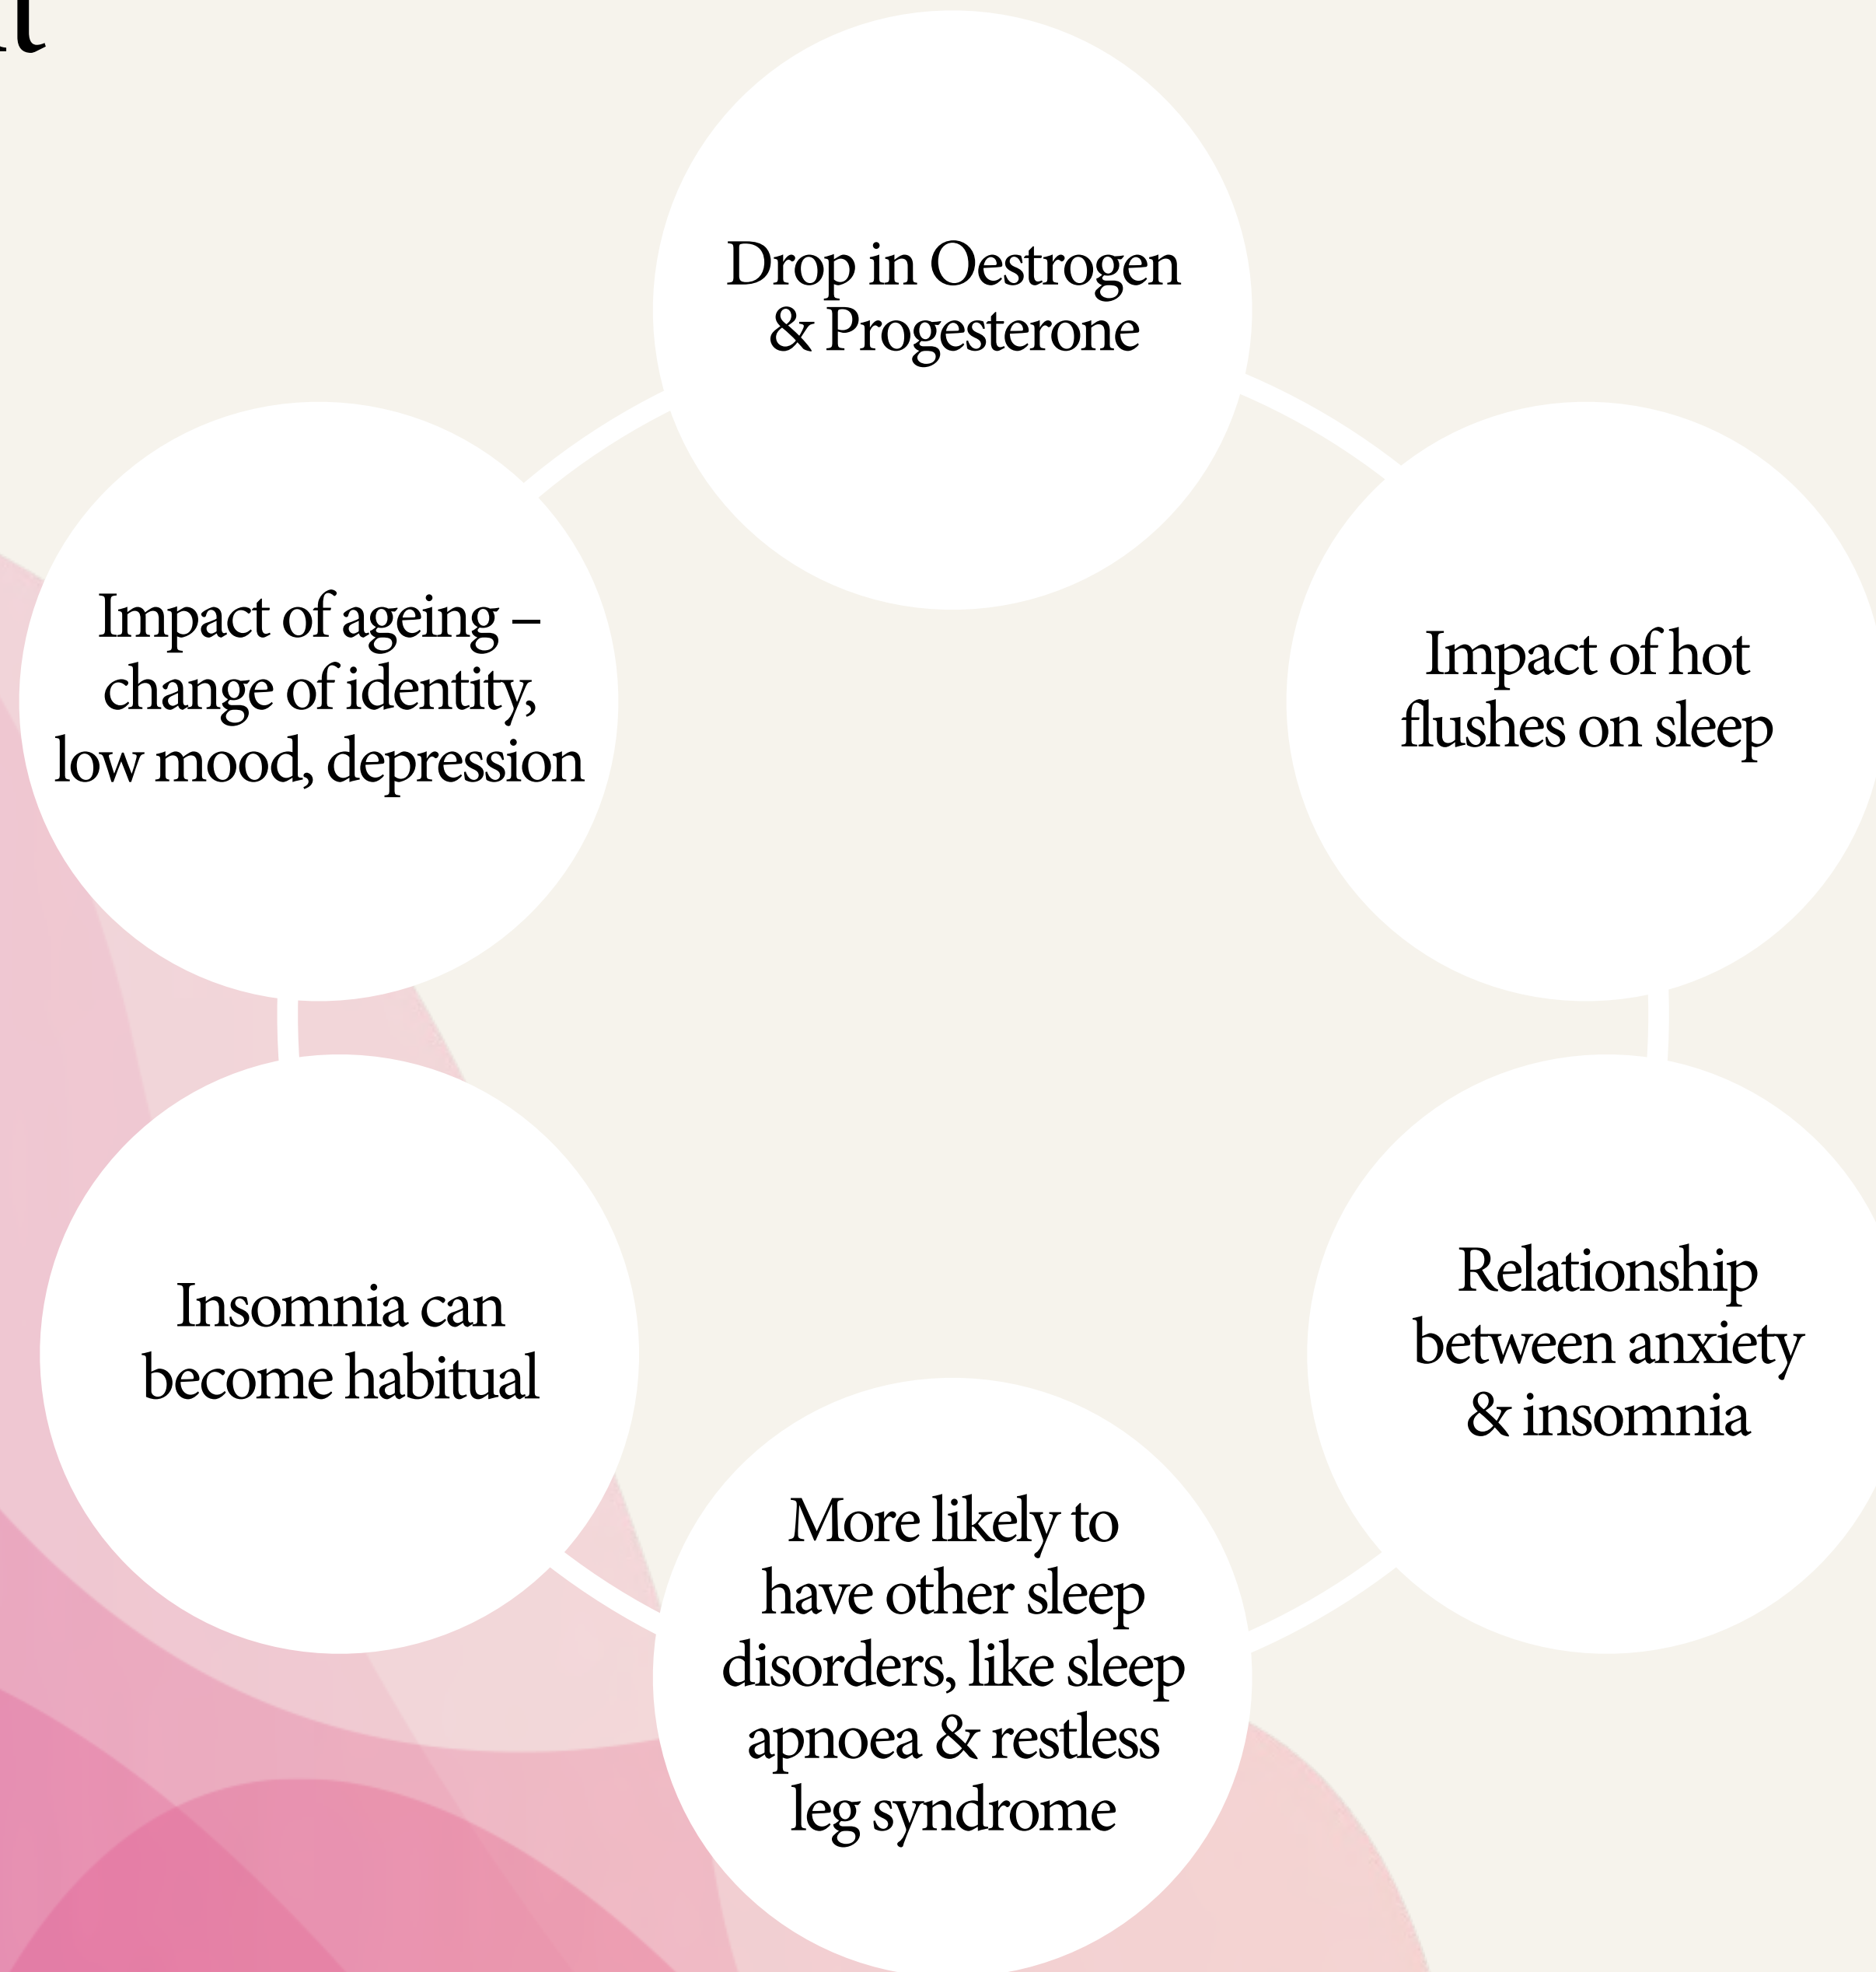 Drop in Oestrogen
& Progesterone
Impact of hot
flushes on sleep
Relationship
between anxiety
& insomnia
More likely to
have other sleep
disorders, like sleep
apnoea & restless
leg syndrome
Insomnia can
become habitual
Impact of ageing –
change of identity,
low mood, depression